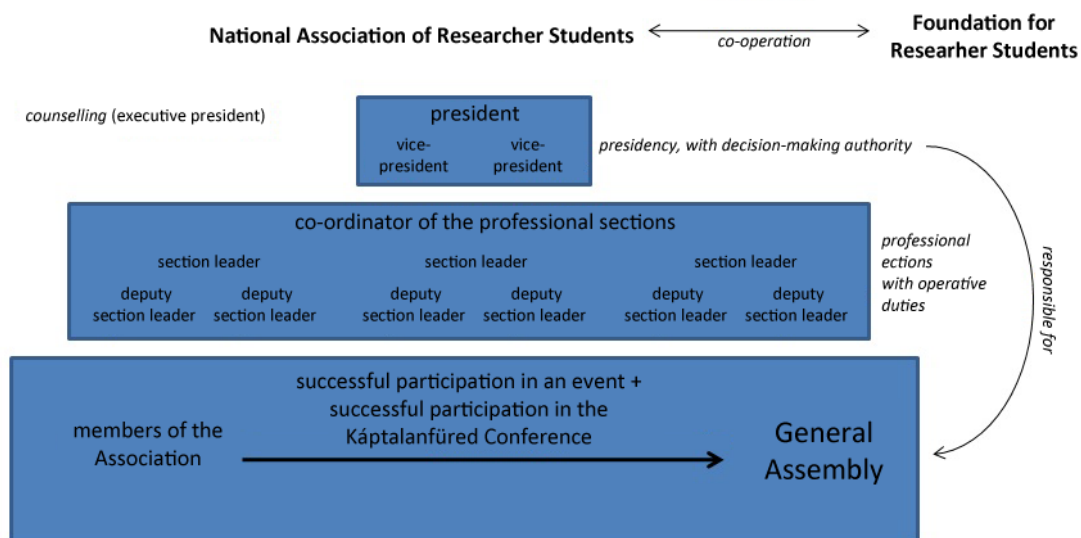 National Association of Researcher Students
co-operation
Foundation for
Researher Students
counselling (executive president)
president
vice-
president
vice-
president
presidency, with decision-making authority
co-ordinator of the professional sections
section leader
section leader
section leader
deputy
section leader
deputy
section leader
deputy
section leader
deputy
section leader
deputy
section leader
deputy
section leader
professional
ections
with operative
duties
responsible for
successful participation in an event +
successful participation in the
Káptalanfüred Conference
members of the
Association
General
Assembly